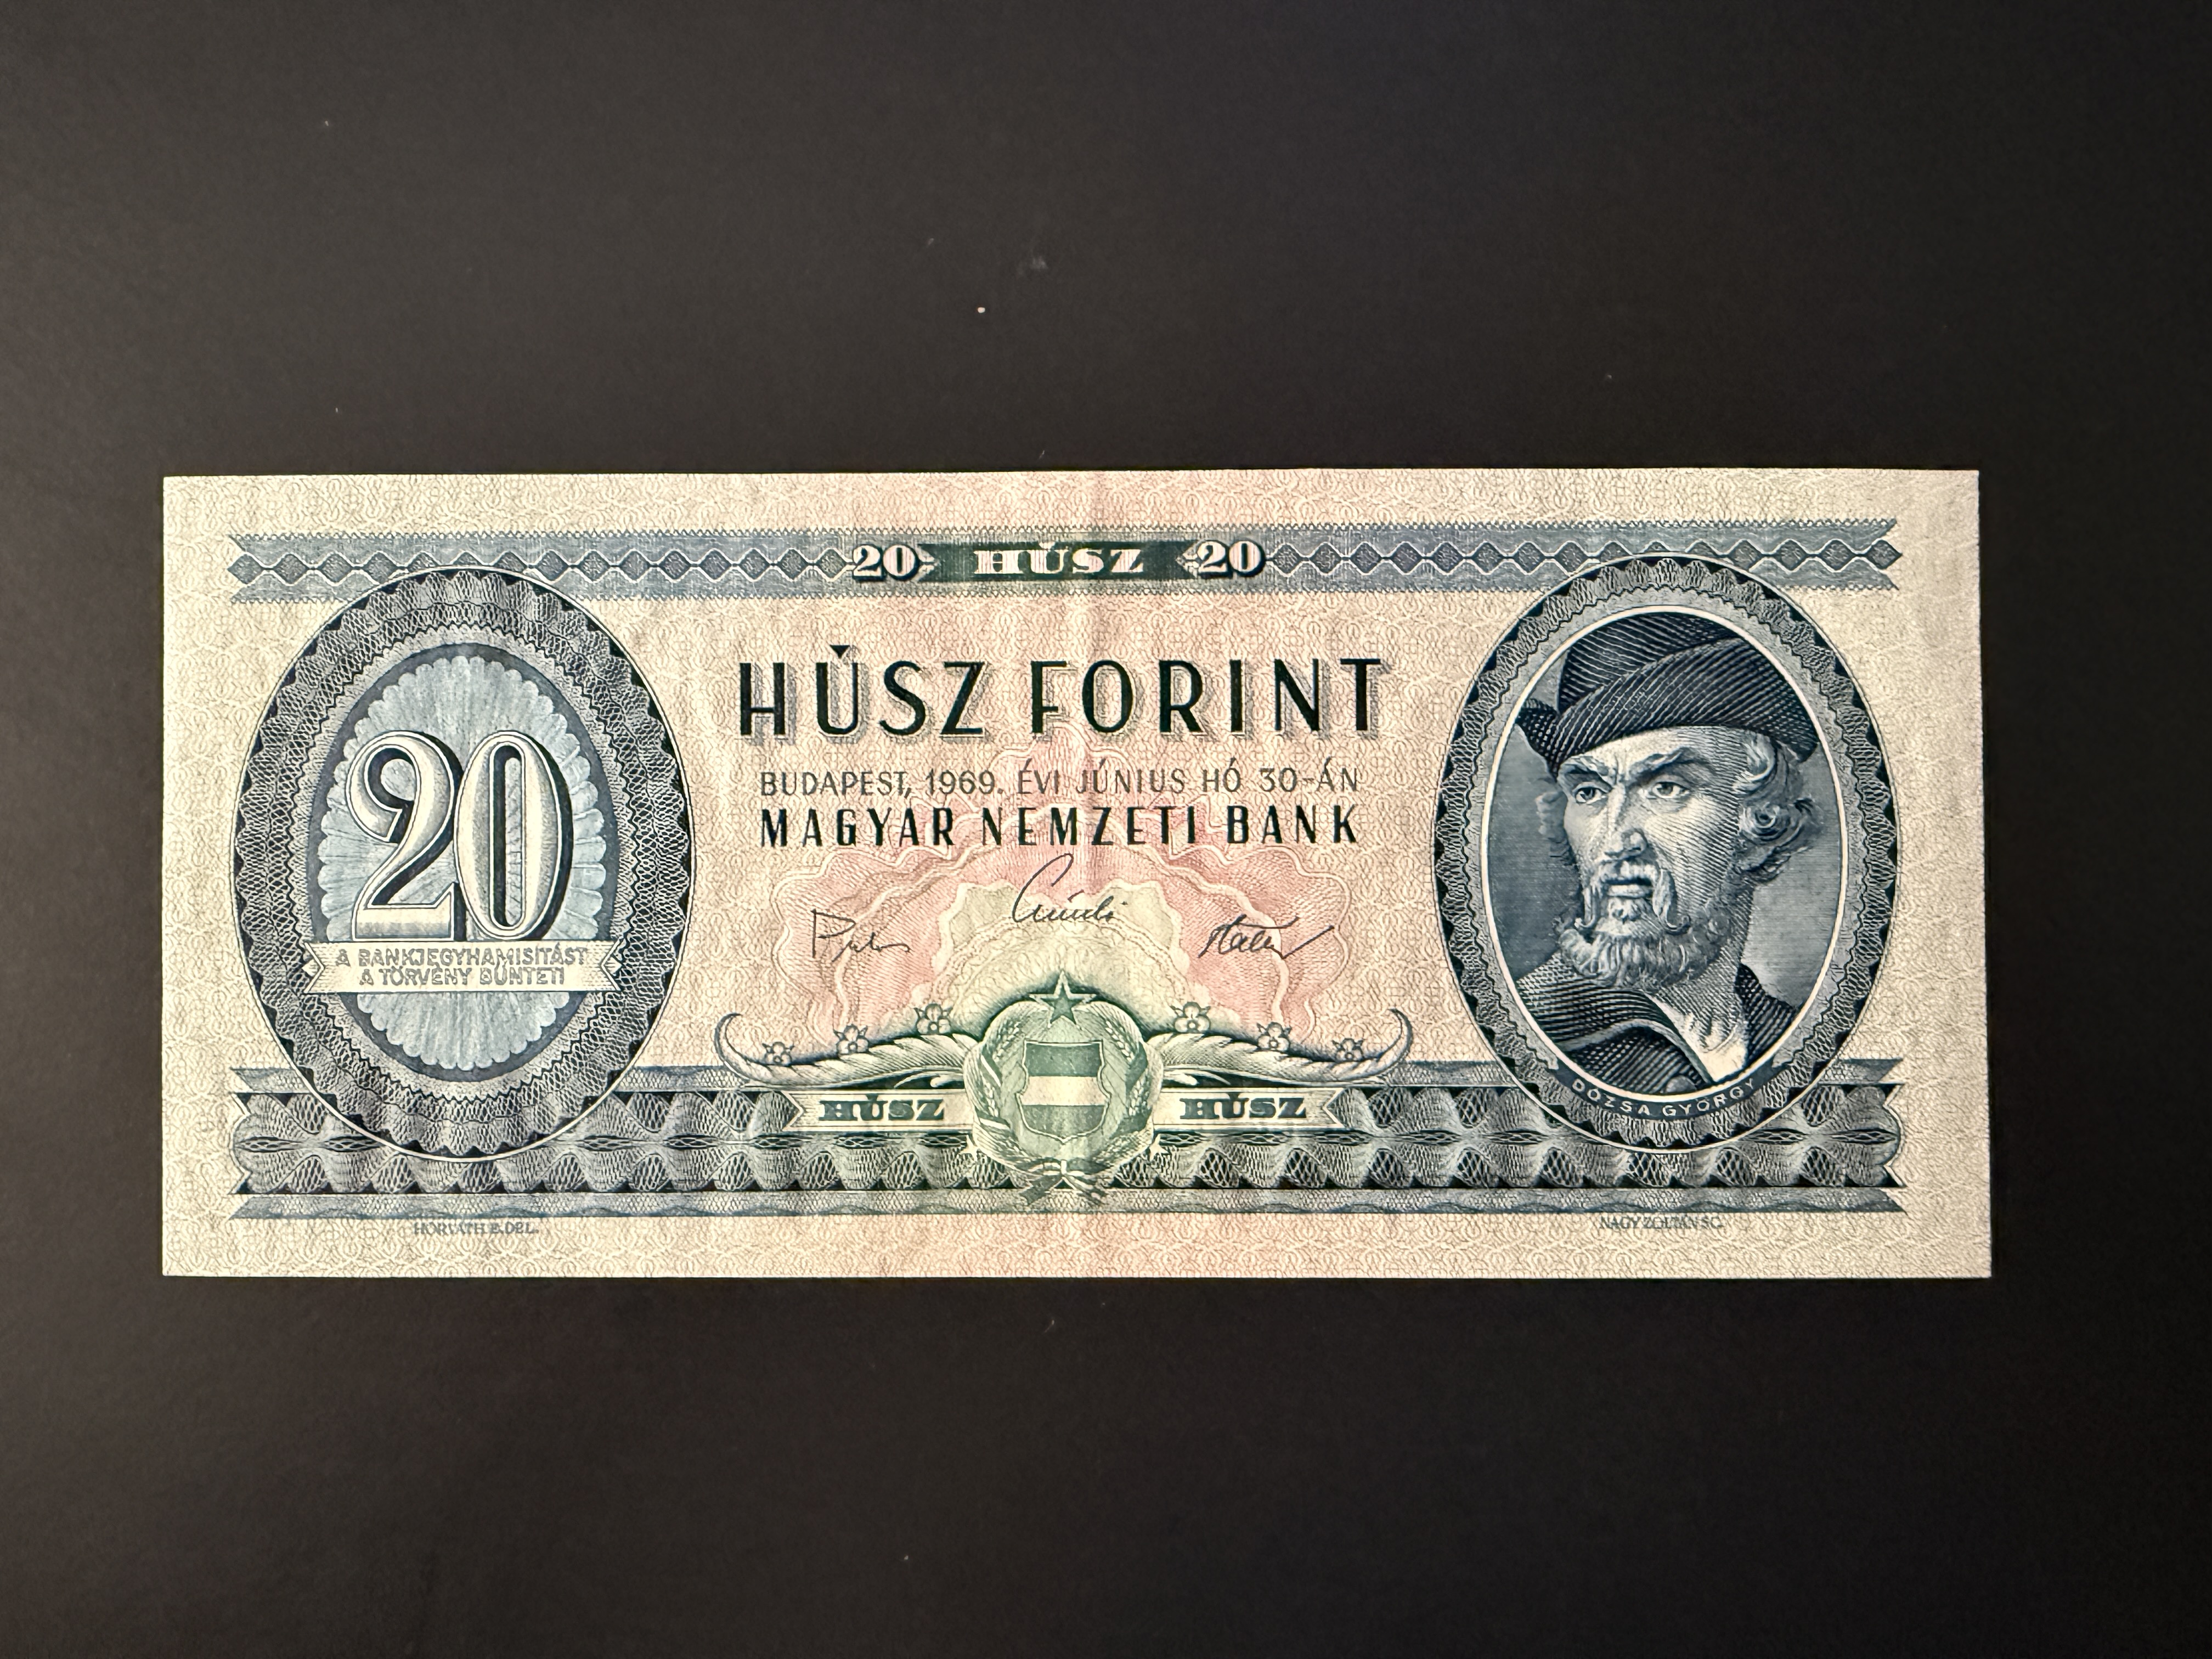 20 HÚSZ 20
HÚSZ FORINT
BUDAPEST, 1969. ÉVI JÚNIUS HÓ 30-ÁN
MAGYAR NEMZETI BANK
20
A BANKJEGYHAMISÍTÁST
A TÖRVÉNY BÜNTETI
HÚSZ HÚSZ
DÓZSA GYÖRGY
HORVÁTH E. DEL.
NAGY ZOLTÁN SC.